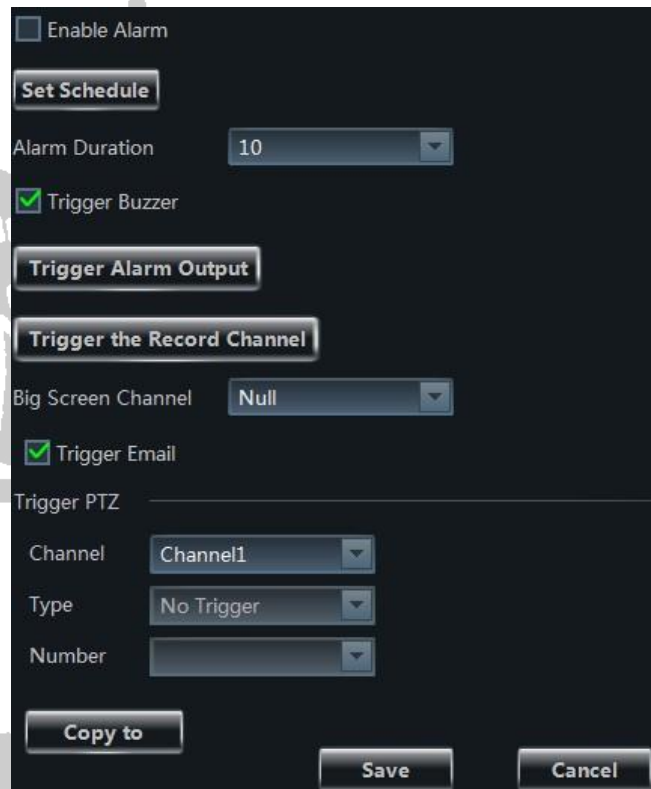 Enable Alarm
Set Schedule
Alarm Duration 10
Trigger Buzzer
Trigger Alarm Output
Trigger the Record Channel
Big Screen Channel Null
Trigger Email
Trigger PTZ
Channel Channel1
Type No Trigger
Number
Copy to
Save Cancel